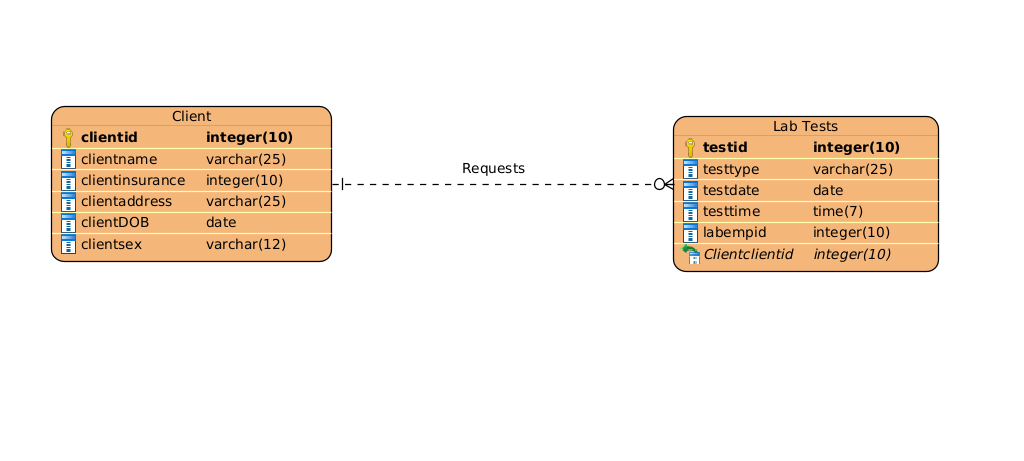 Client
clientid integer(10)
clientname varchar(25)
clientinsurance integer(10)
clientaddress varchar(25)
clientDOB date
clientsex varchar(12)
Requests
Lab Tests
testid integer(10)
testtype varchar(25)
testdate date
testtime time(7)
labempid integer(10)
Clientclientid integer(10)